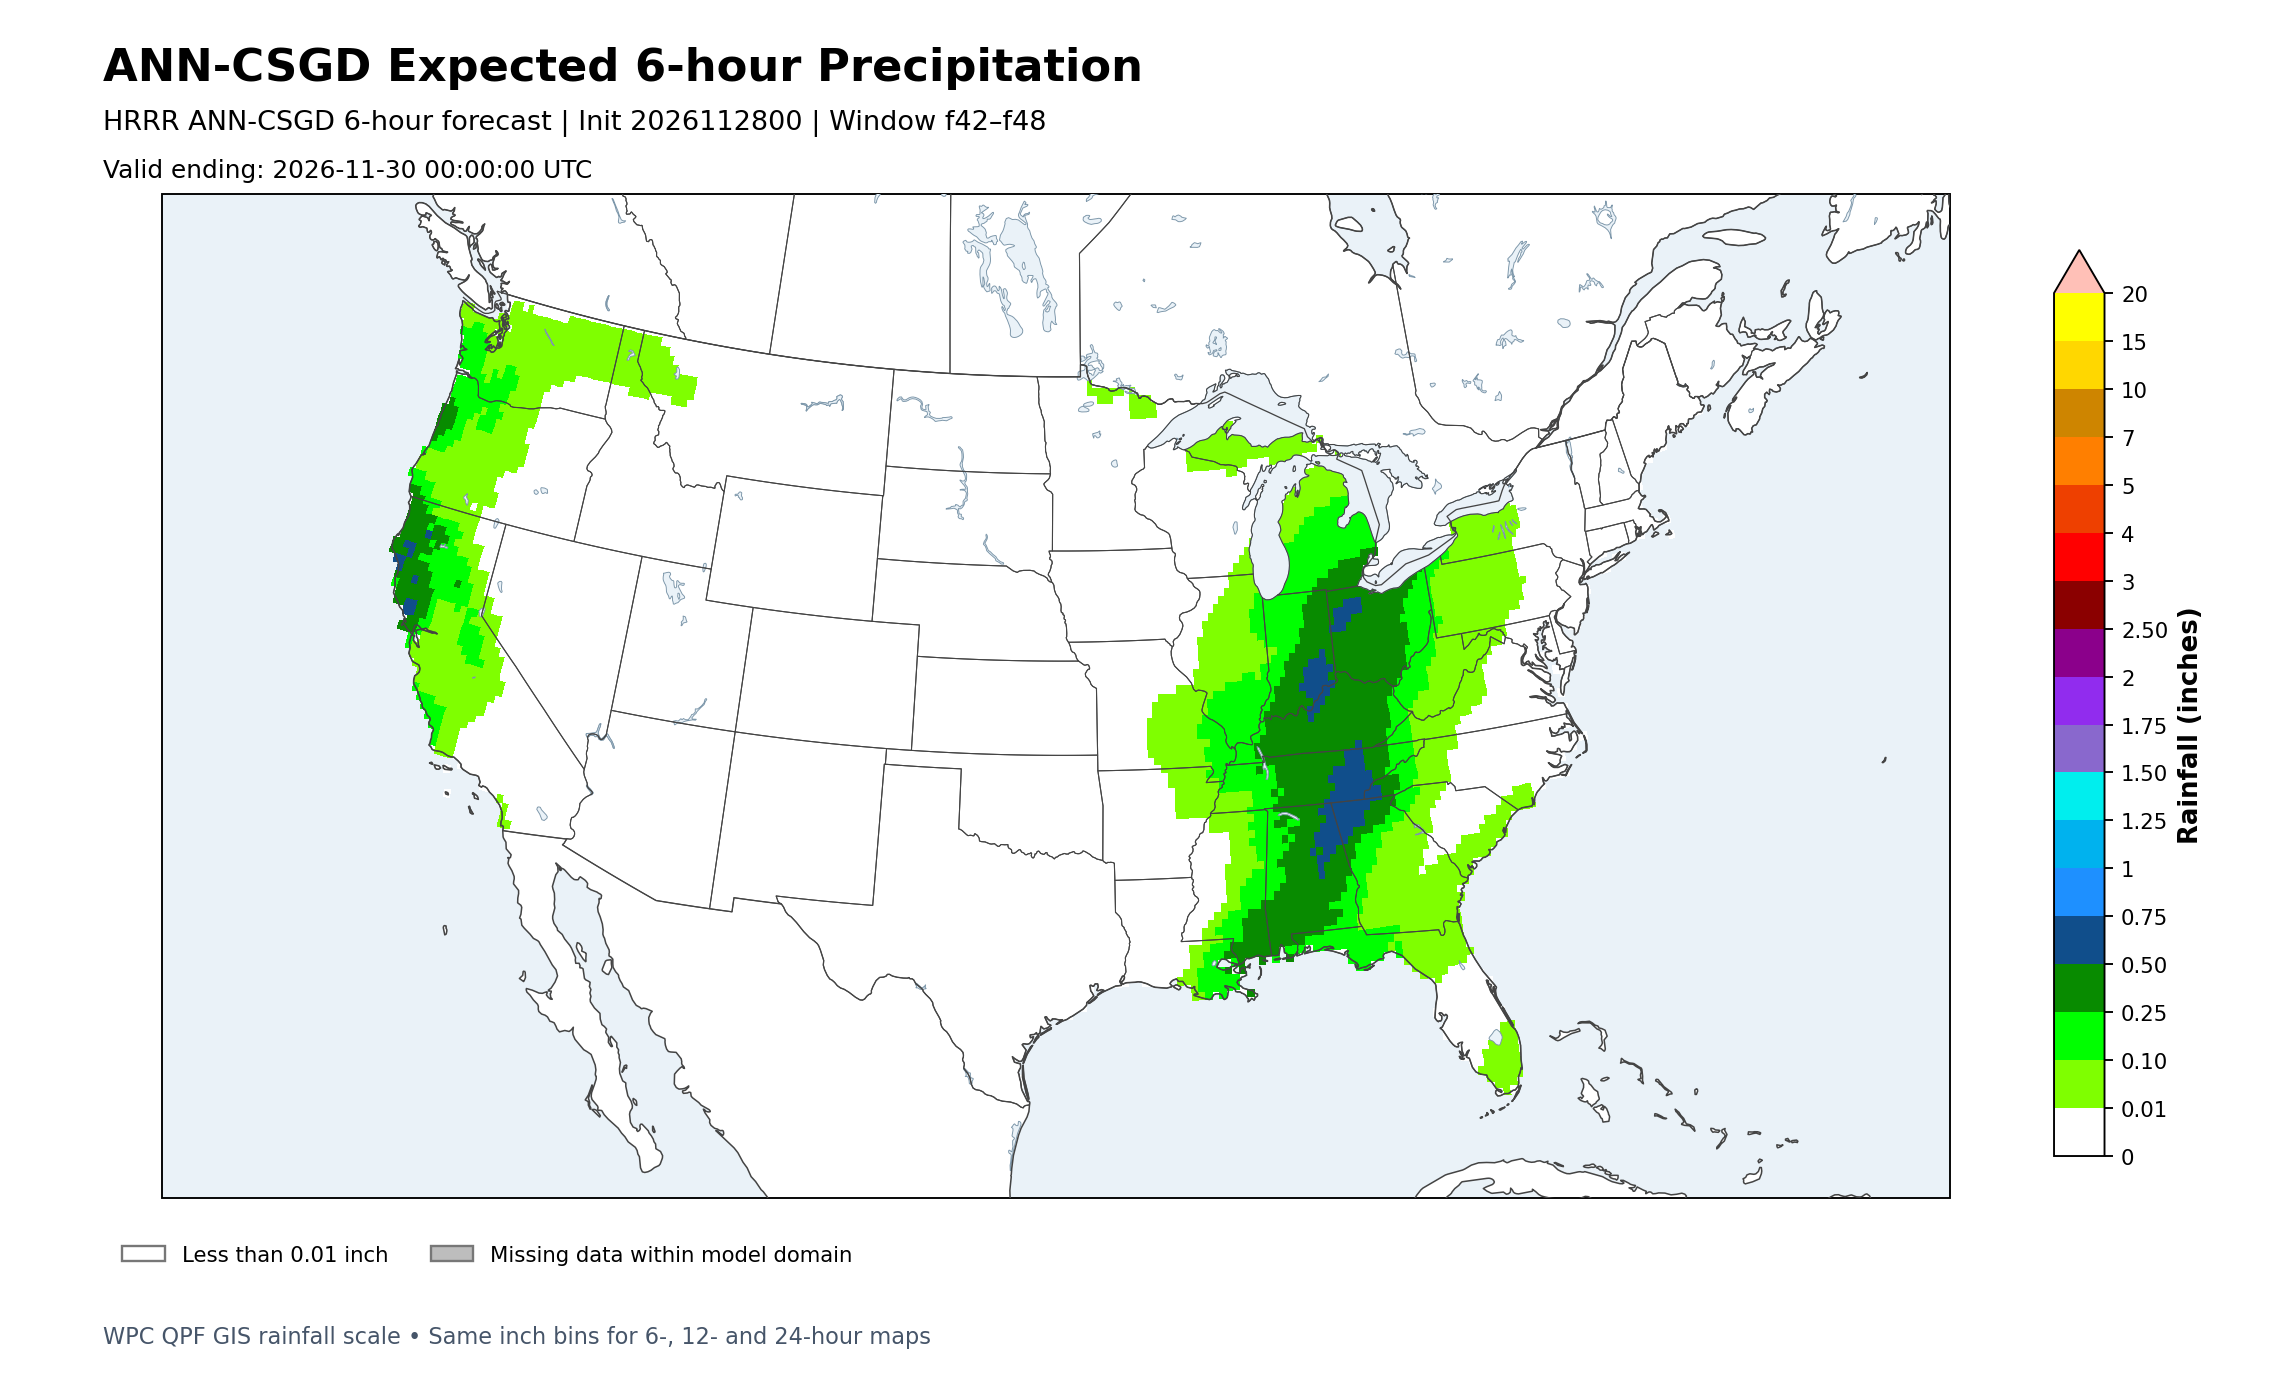 ANN-CSGD Expected 6-hour Precipitation
HRRR ANN-CSGD 6-hour forecast | Init 2026112800 | Window f42–f48
Valid ending: 2026-11-30 00:00:00 UTC
20
15
10
7
5
4
3
2.50
2
1.75
1.50
1.25
1
0.75
0.50
0.25
0.10
0.01
0
Rainfall (inches)
Less than 0.01 inch
Missing data within model domain
WPC QPF GIS rainfall scale • Same inch bins for 6-, 12- and 24-hour maps